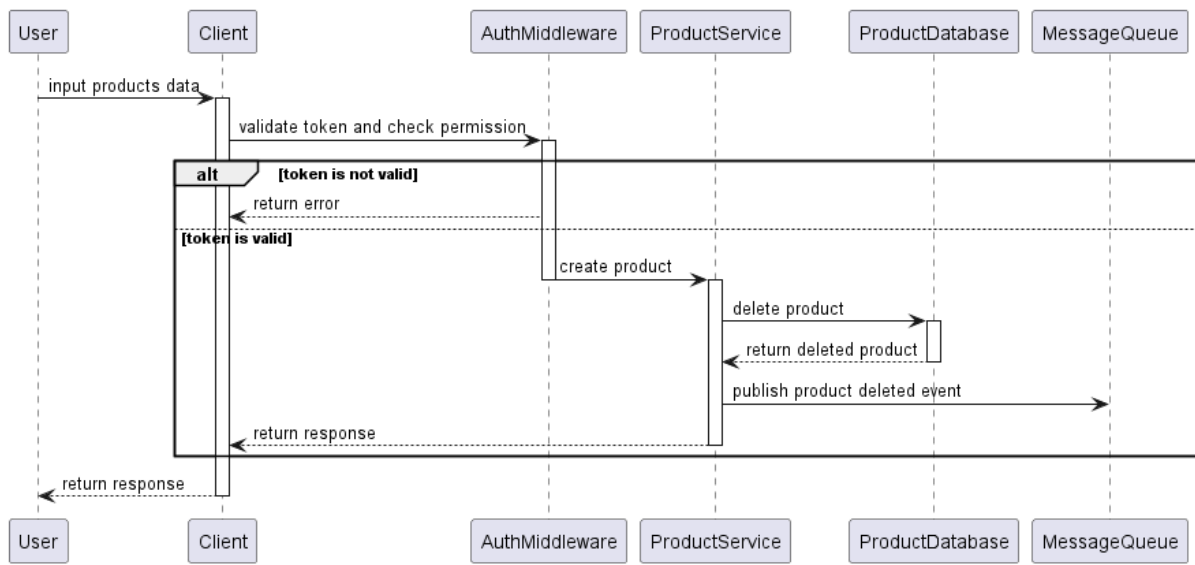 User Client AuthMiddleware ProductService ProductDatabase MessageQueue
input products data
validate token and check permission
alt [token is not valid]
return error
[token is valid]
create product
delete product
return deleted product
publish product deleted event
return response
return response
User Client AuthMiddleware ProductService ProductDatabase MessageQueue